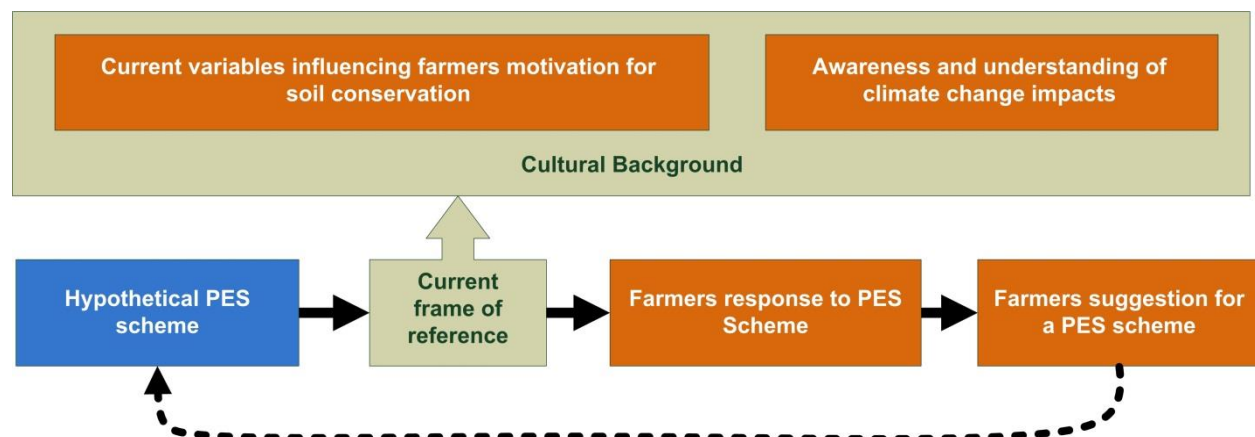 Current variables influencing farmers motivation for
soil conservation
Awareness and understanding of
climate change impacts
Cultural Background
Hypothetical PES
scheme
Current
frame of
reference
Farmers response to PES
Scheme
Farmers suggestion for
a PES scheme